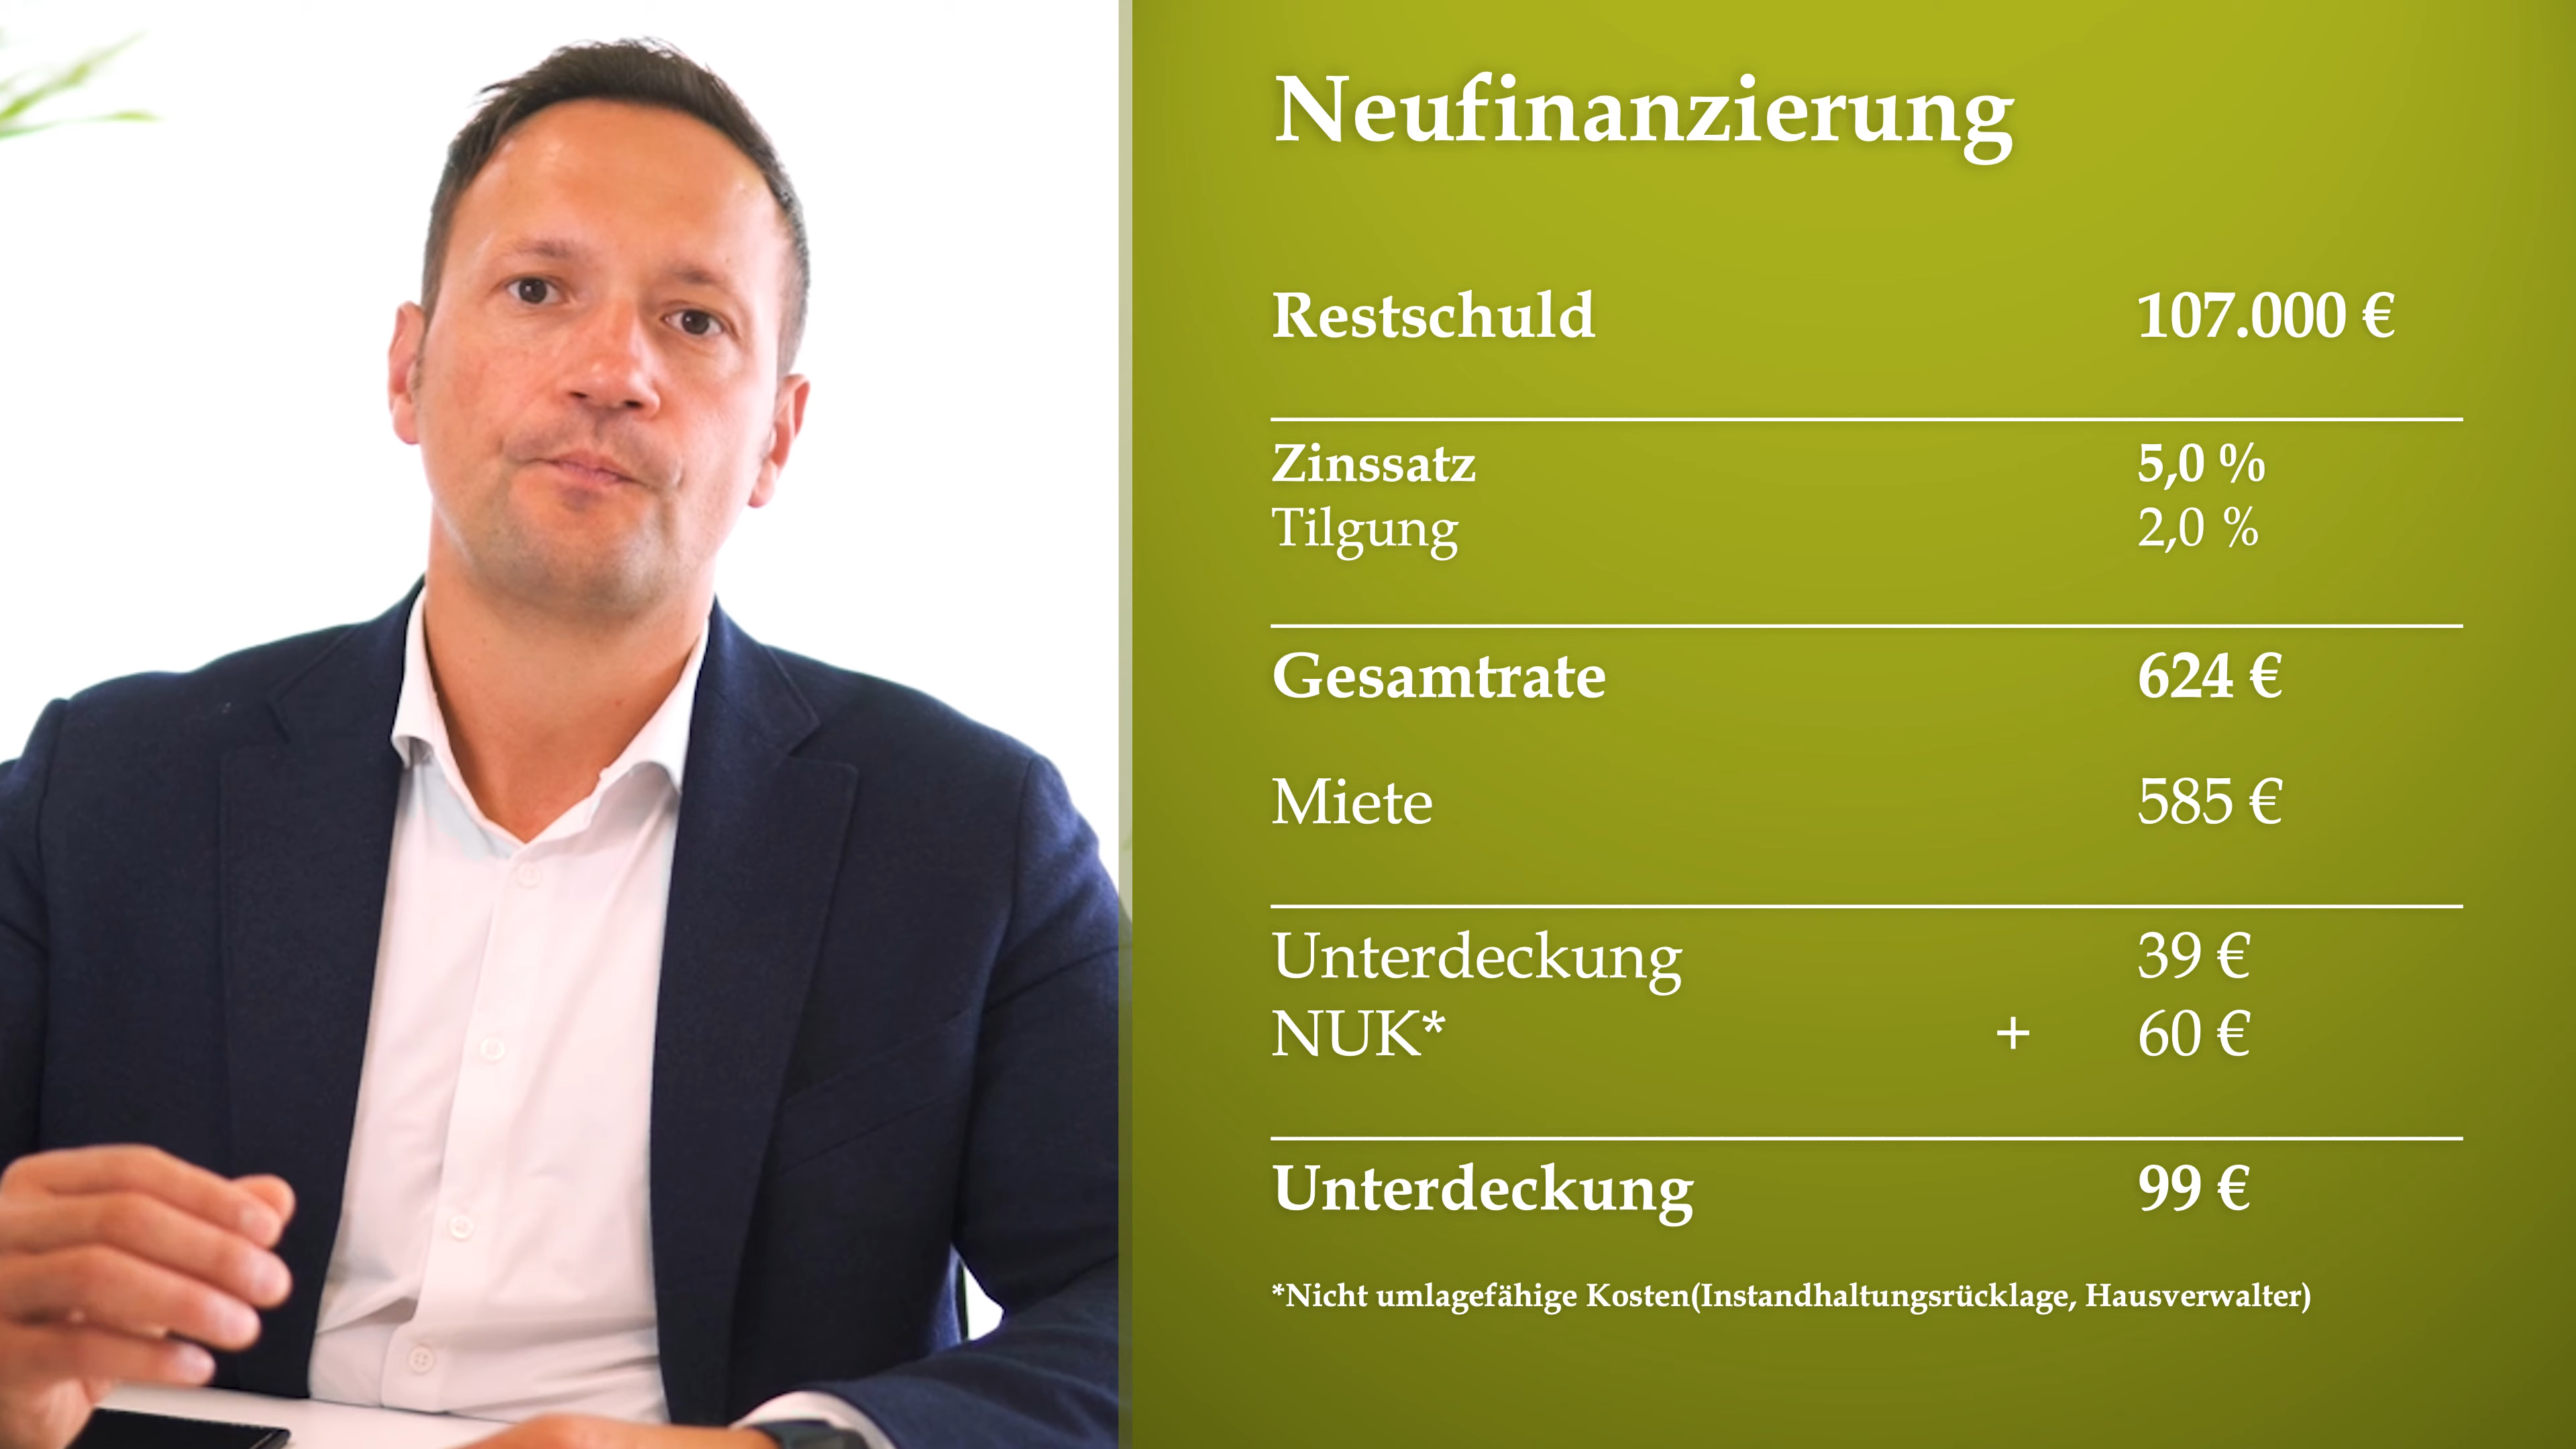 Neufinanzierung
Restschuld 107.000 €
Zinssatz 5,0 %
Tilgung 2,0 %
Gesamtrate 624 €
Miete 585 €
Unterdeckung 39 €
NUK* + 60 €
Unterdeckung 99 €
*Nicht umlagefähige Kosten(Instandhaltungsrücklage, Hausverwalter)